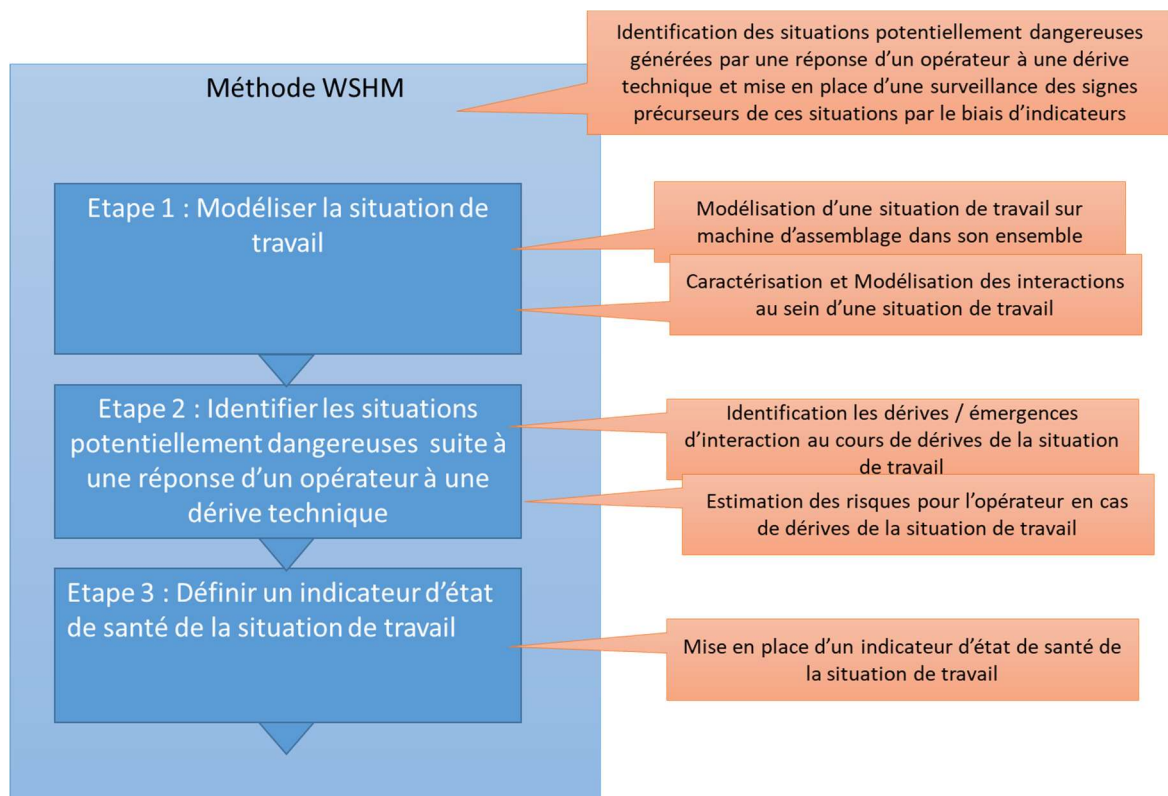 Identification des situations potentiellement dangereuses
générées par une réponse d'un opérateur à une dérive
technique et mise en place d'une surveillance des signes
précurseurs de ces situations par le biais d'indicateurs
Méthode WSHM
Etape 1 : Modéliser la situation de
travail
Modélisation d'une situation de travail sur
machine d'assemblage dans son ensemble
Caractérisation et Modélisation des interactions
au sein d'une situation de travail
Etape 2 : Identifier les situations
potentiellement dangereuses suite à
une réponse d'un opérateur à une
dérive technique
Identification les dérives / émergences
d'interaction au cours de dérives de la situation
de travail
Estimation des risques pour l'opérateur en cas
de dérives de la situation de travail
Etape 3 : Définir un indicateur d'état
de santé de la situation de travail
Mise en place d'un indicateur d'état de santé de
la situation de travail